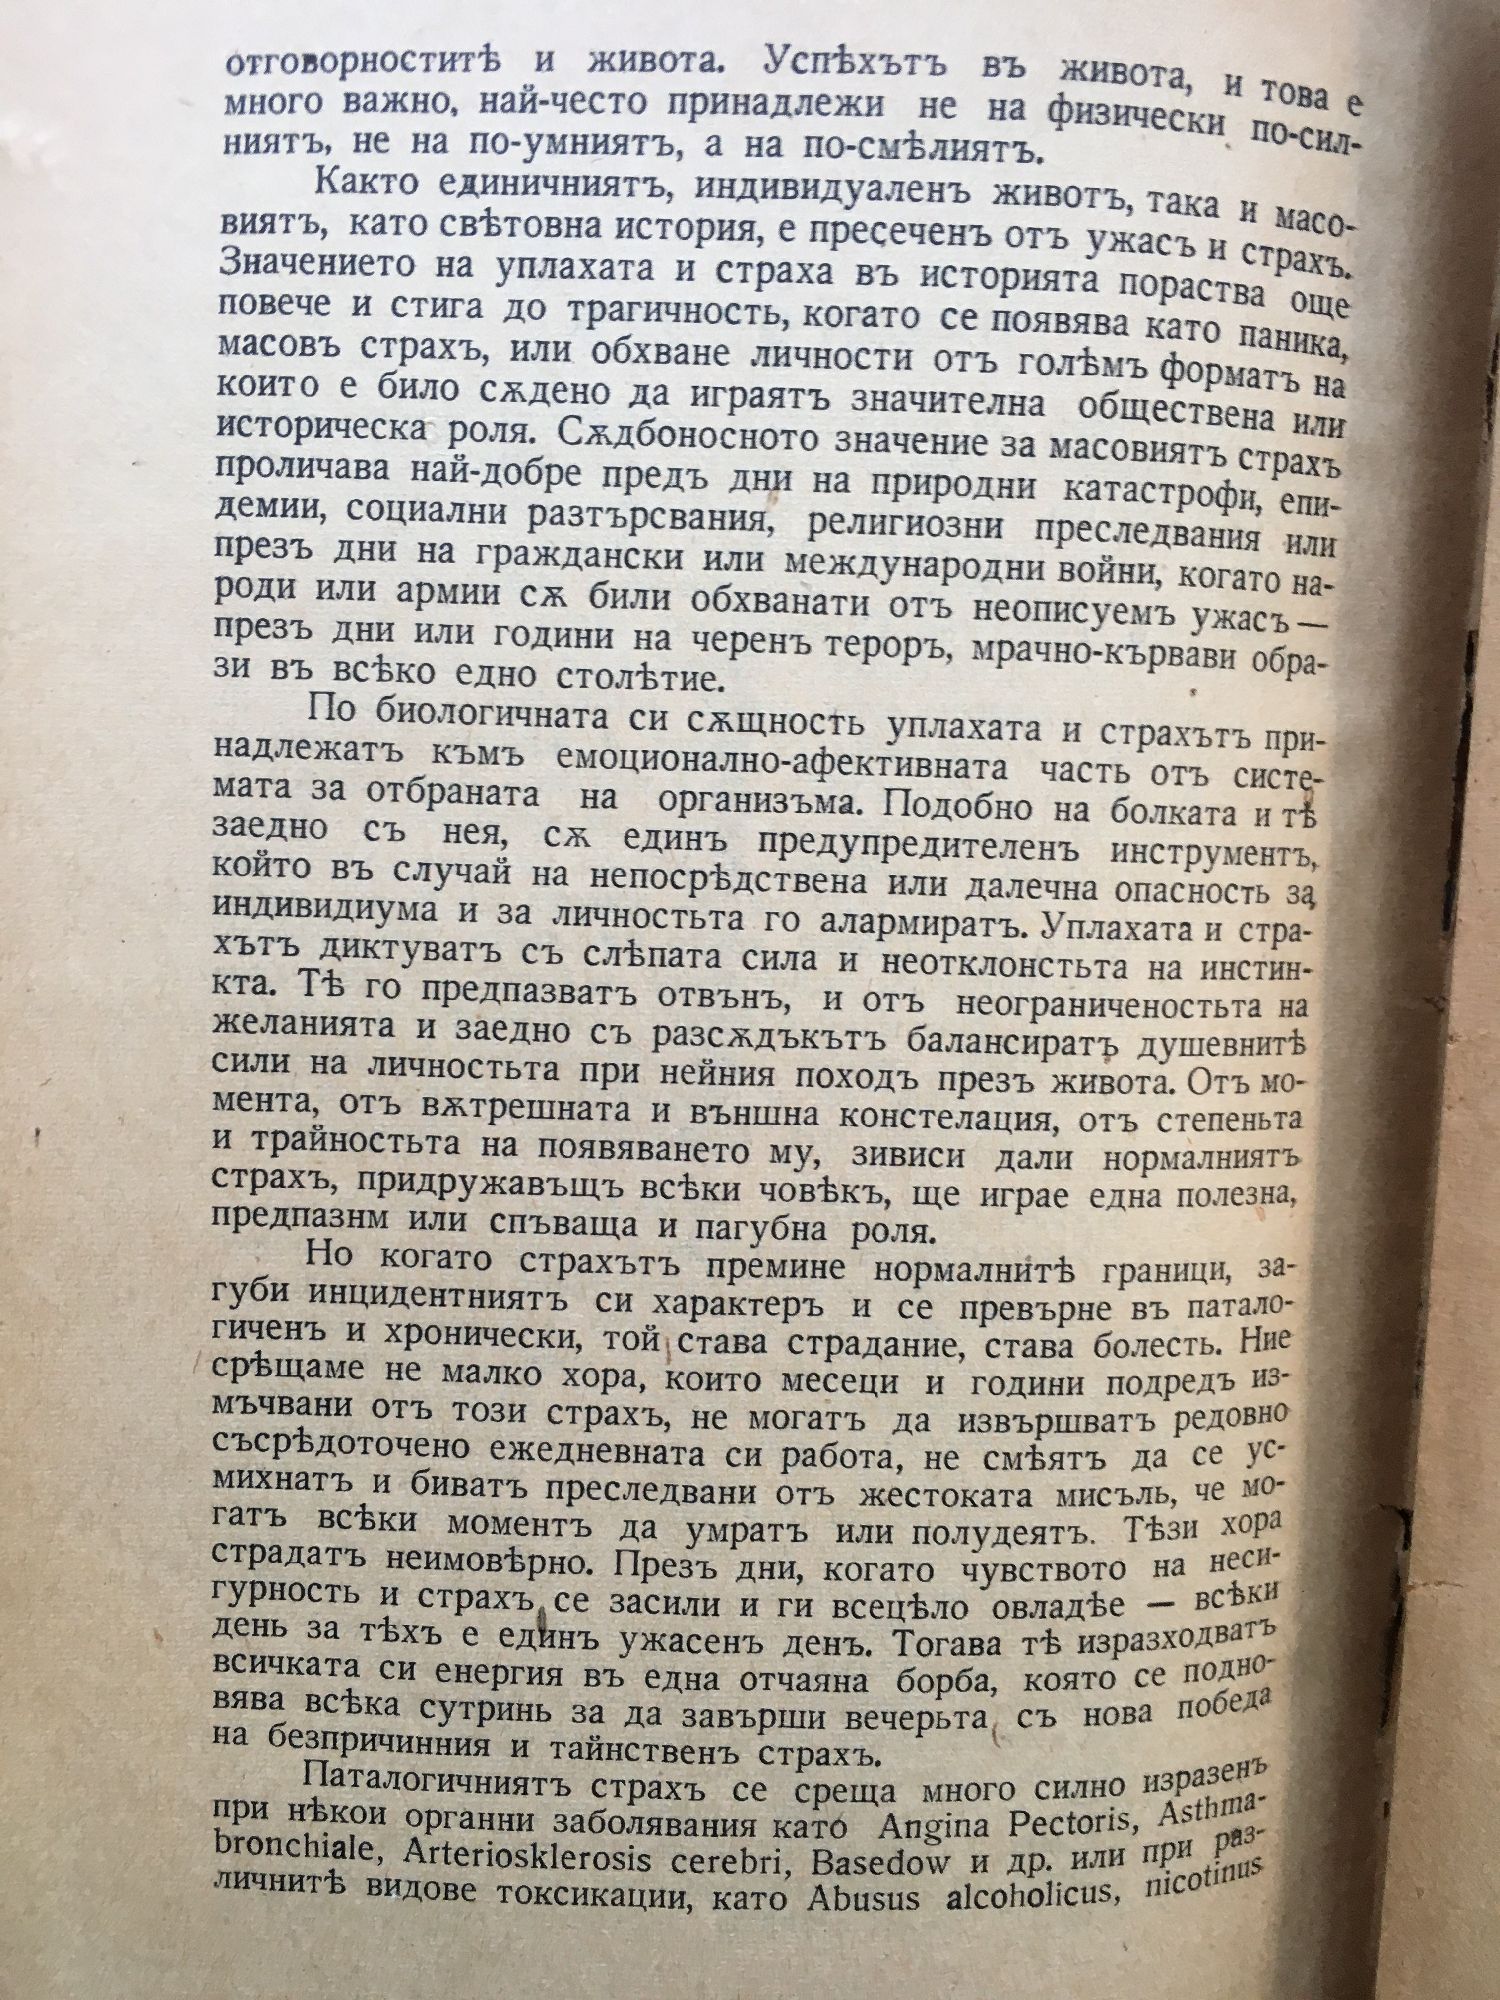 отговорноститѣ и живота. Успѣхътъ въ живота, и това е
много важно, най-често принадлежи не на физически по-сил-
ниятъ, не на по-умниятъ, а на по-смѣлиятъ.
Както единичниятъ, индивидуаленъ животъ, така и масо-
виятъ, като свѣтовна история, е пресеченъ отъ ужасъ и страхъ.
Значението на уплахата и страха въ историята пораства още
повече и стига до трагичность, когато се появява като паника,
масовъ страхъ, или обхване личности отъ голѣмъ форматъ на
които е било сѫдено да играятъ значителна обществена или
историческа роля. Сѫдбоносното значение за масовиятъ страхъ
проличава най-добре предъ дни на природни катастрофи, епи-
демии, социални разтърсвания, религиозни преследвания или
презъ дни на граждански или международни войни, когато на-
роди или армии сѫ били обхванати отъ неописуемъ ужасъ —
презъ дни или години на черенъ тероръ, мрачно-кървави обра-
зи въ всѣко едно столѣтие.
По биологичната си сѫщность уплахата и страхътъ при-
надлежатъ къмъ емоционално-афективната часть отъ систе-
мата за отбраната на организъма. Подобно на болката и тѣ
заедно съ нея, сѫ единъ предупредителенъ инструментъ,
който въ случай на непосрѣдствена или далечна опасность за
индивидиума и за личностьта го алармиратъ. Уплахата и стра-
хътъ диктуватъ съ слѣпата сила и неотклонстьта на инстин-
кта. Тѣ го предпазватъ отвънъ, и отъ неограниченостьта на
желанията и заедно съ разсѫдъкътъ балансиратъ душевнитѣ
сили на личностьта при нейния походъ презъ живота. Отъ мо-
мента, отъ вѫтрешната и външна констелация, отъ степеньта
и трайностьта на появяването му, зивиси дали нормалниятъ
страхъ, придружавъщъ всѣки човѣкъ, ще играе една полезна,
предпазнм или спъваща и пагубна роля.
Но когато страхътъ премине нормалнитѣ граници, за-
губи инцидентниятъ си характеръ и се превърне въ патало-
гиченъ и хронически, той става страдание, става болесть. Ние
срѣщаме не малко хора, които месеци и години подредъ из-
мъчвани отъ този страхъ, не могатъ да извършватъ редовно
съсрѣдоточено ежедневната си работа, не смѣятъ да се ус-
михнатъ и биватъ преследвани отъ жестоката мисъль, че мо-
гатъ всѣки моментъ да умратъ или полудеятъ. Тѣзи хора
страдатъ неимовѣрно. Презъ дни, когато чувството на неси-
гурность и страхъ се засили и ги всецѣло овладѣе — всѣки
день за тѣхъ е единъ ужасенъ денъ. Тогава тѣ изразходватъ
всичката си енергия въ една отчаяна борба, която се подно-
вява всѣка сутринь за да завърши вечерьта съ нова победа
на безпричинния и тайнственъ страхъ.
Паталогичниятъ страхъ се среща много силно изразенъ
при нѣкои органни заболявания като Angina Pectoris, Asthma-
bronchiale, Arteriosklerosis cerebri, Basedow и др. или при раз-
личнитѣ видове токсикации, като Abusus alcoholicus, nicotinus